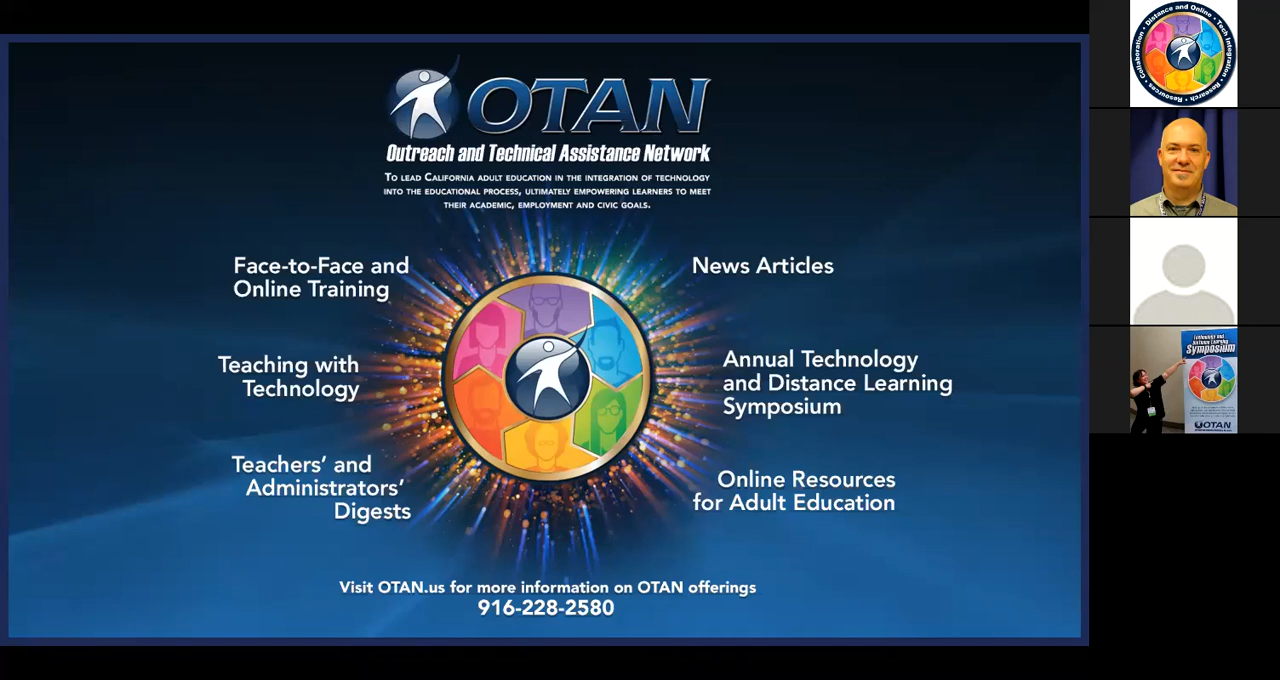 OTAN
Outreach and Technical Assistance Network
To lead California adult education in the integration of technology
into the educational process, ultimately empowering learners to meet
their academic, employment and civic goals.
Face-to-Face and
Online Training
Teaching with
Technology
Teachers’ and
Administrators’
Digests
News Articles
Annual Technology
and Distance Learning
Symposium
Online Resources
for Adult Education
Visit OTAN.us for more information on OTAN offerings
916-228-2580
Collaboration • Distance and Online • Tech Integration • Research • Resources •
Technology and
Distance Learning
Symposium
OTAN